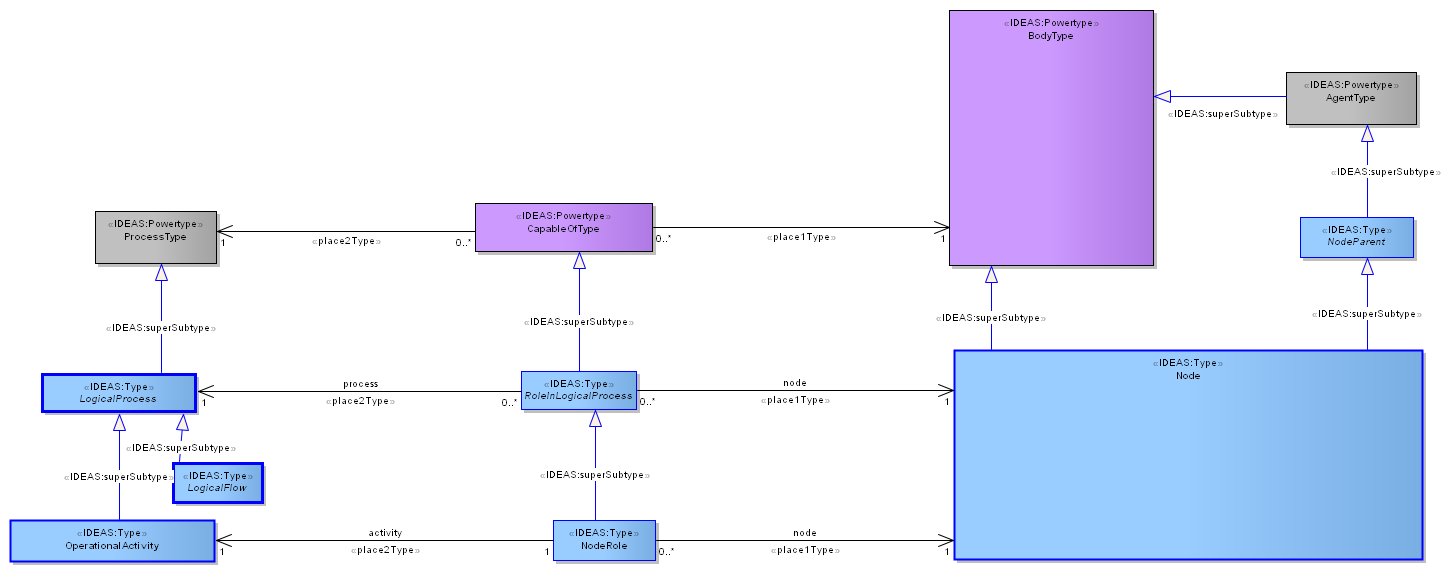 «IDEAS:Powertype»
BodyType
«IDEAS:Powertype»
AgentType
«IDEAS:superSubtype»
«IDEAS:superSubtype»
«IDEAS:Powertype»
ProcessType
«IDEAS:Powertype»
CapableOfType
«IDEAS:Type»
NodeParent
1
«place2Type»
0..*
0..*
«place1Type»
1
«IDEAS:superSubtype»
«IDEAS:superSubtype»
«IDEAS:superSubtype»
«IDEAS:superSubtype»
«IDEAS:Type»
Node
«IDEAS:Type»
LogicalProcess
process
«IDEAS:Type»
RoleInLogicalProcess
node
1
«place2Type»
0..*
0..*
«place1Type»
1
«IDEAS:superSubtype»
«IDEAS:superSubtype»
«IDEAS:Type»
LogicalFlow
«IDEAS:superSubtype»
«IDEAS:Type»
OperationalActivity
activity
«IDEAS:Type»
NodeRole
node
1
«place2Type»
1
0..*
«place1Type»
1